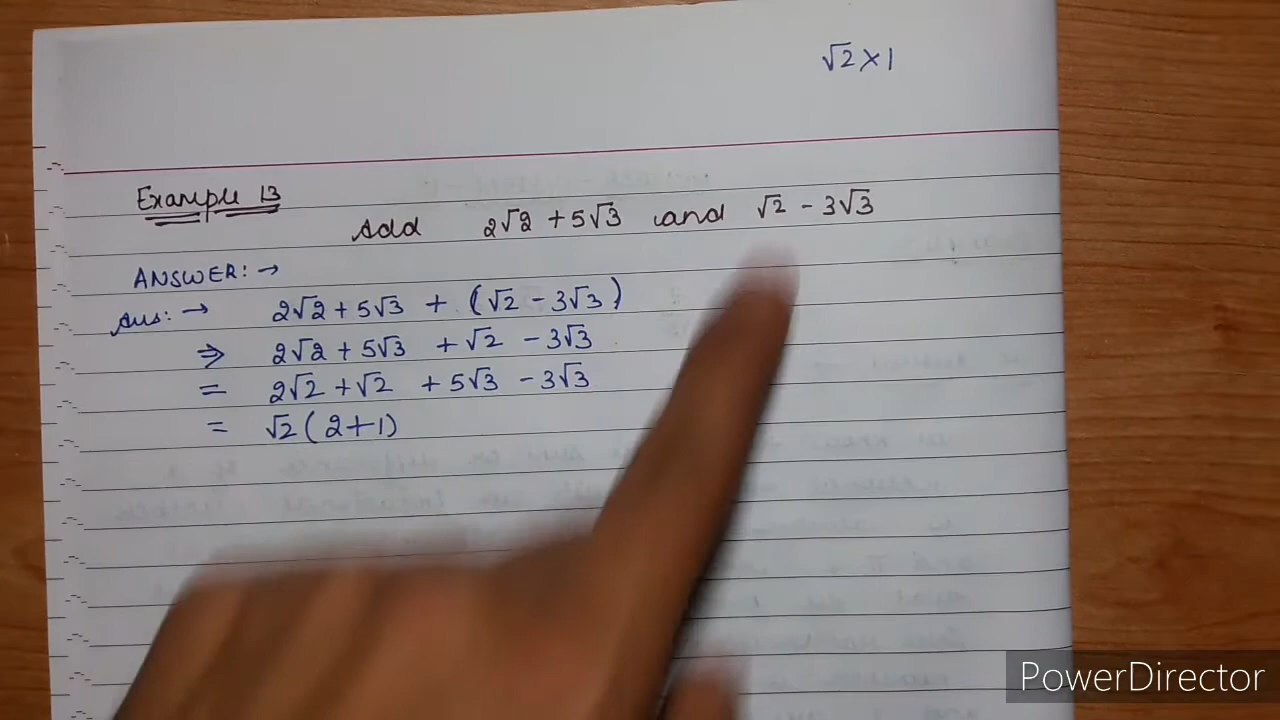 √2 × 1
Example 13
Add 2√2 + 5√3 and √2 - 3√3
ANSWER: →
Ans: → 2√2 + 5√3 + (√2 - 3√3)
⇒ 2√2 + 5√3 + √2 - 3√3
= 2√2 + √2 + 5√3 - 3√3
= √2 (2+1)
PowerDirector